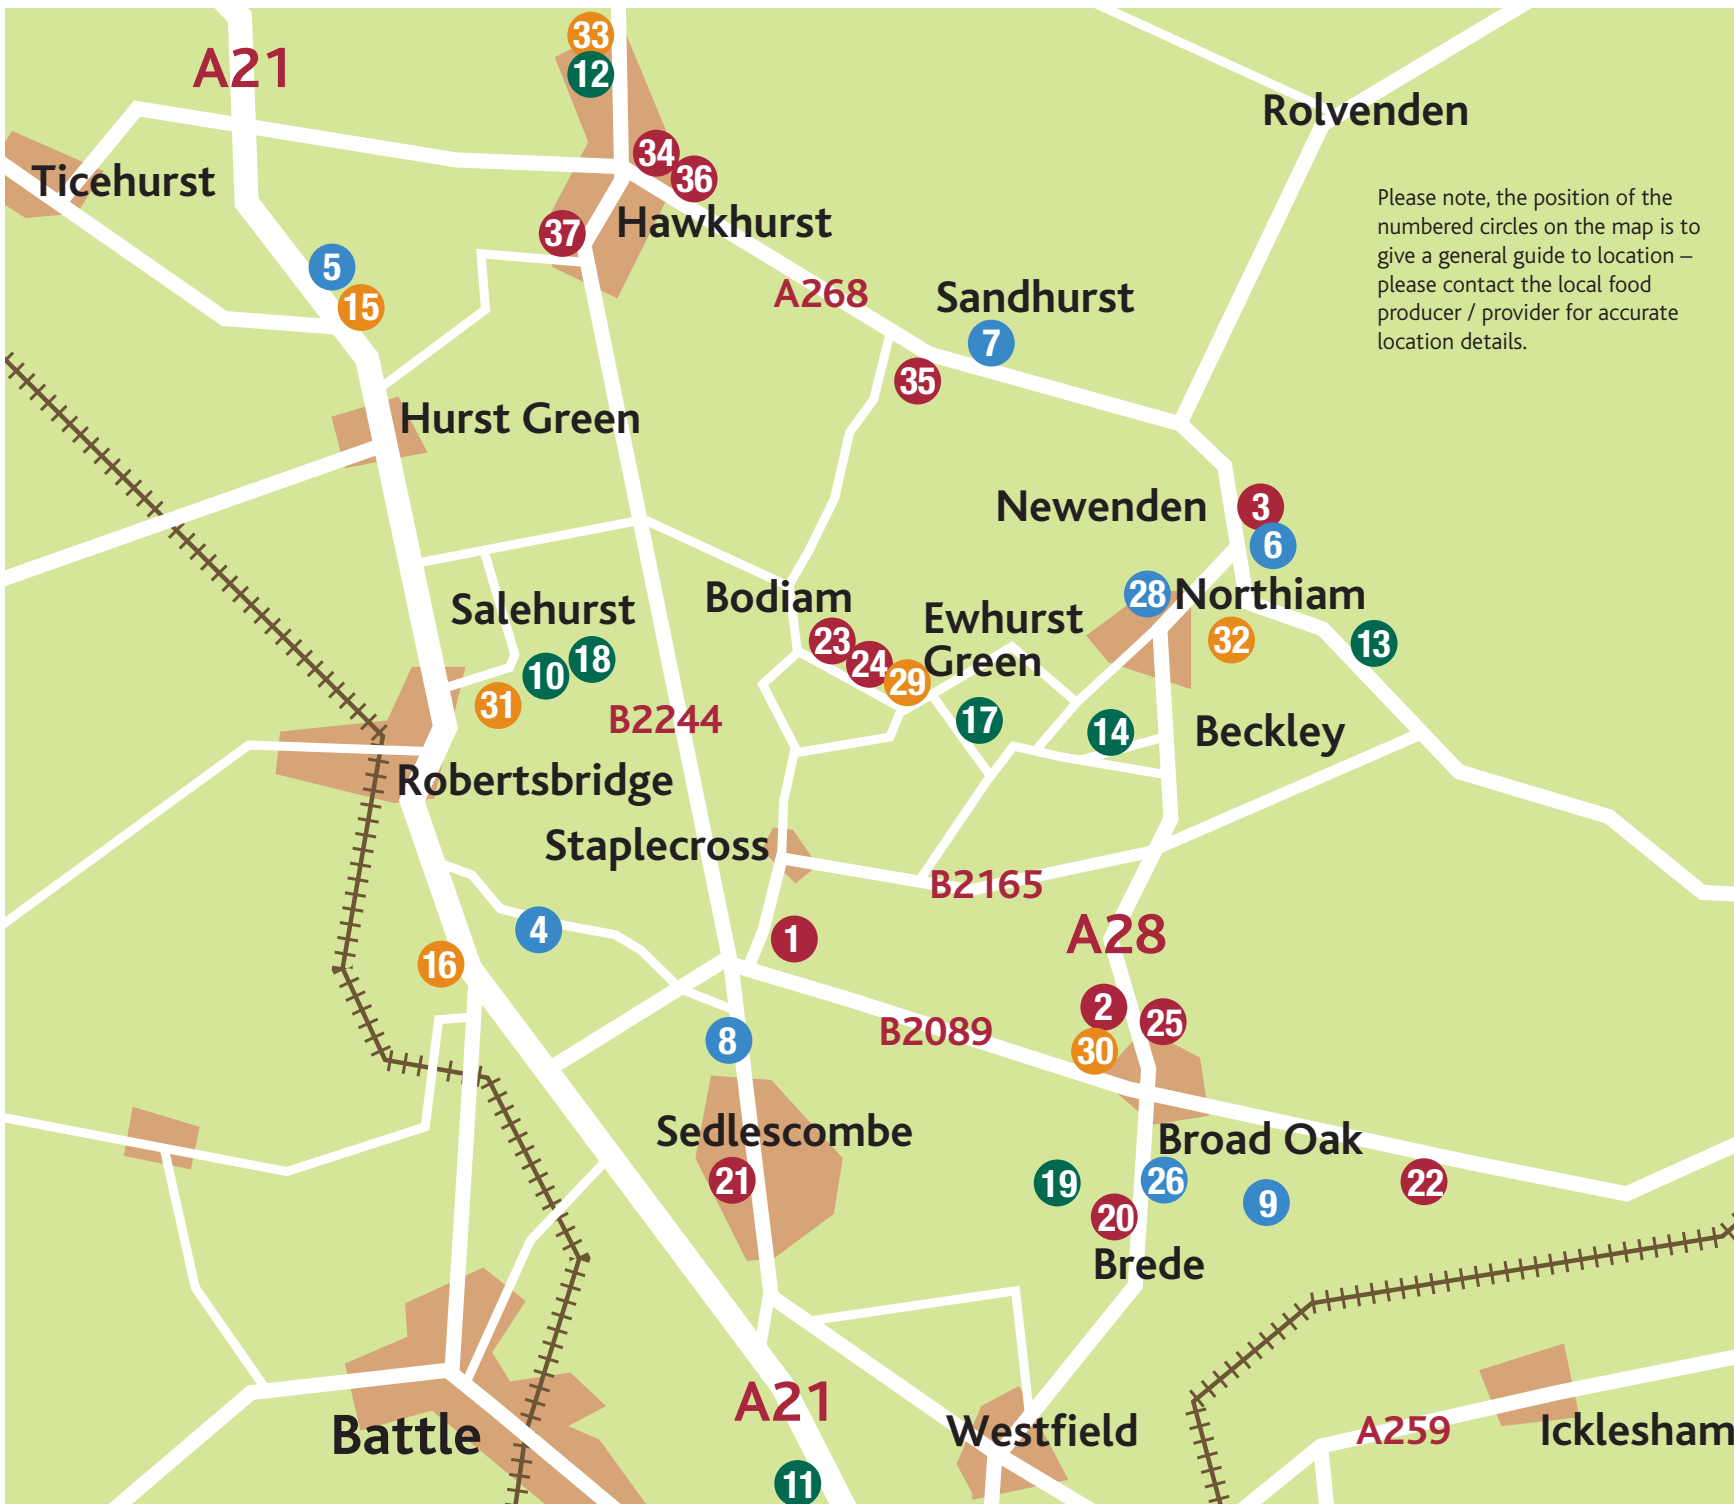 33
A21
12
Rolvenden
34
Ticehurst
36
Please note, the position of the
numbered circles on the map is to
give a general guide to location –
please contact the local food
producer / provider for accurate
location details.
37
Hawkhurst
5
A268
Sandhurst
15
7
35
Hurst Green
Newenden
3
6
28
Northiam
Salehurst
Bodiam
Ewhurst
Green
23
32
13
24
10
18
29
31
B2244
17
14
Beckley
Robertsbridge
Staplecross
B2165
4
1
A28
16
2
25
8
B2089
30
Sedlescombe
Broad Oak
21
19
26
22
9
20
Brede
A21
Battle
Westfield
A259
Icklesham
11